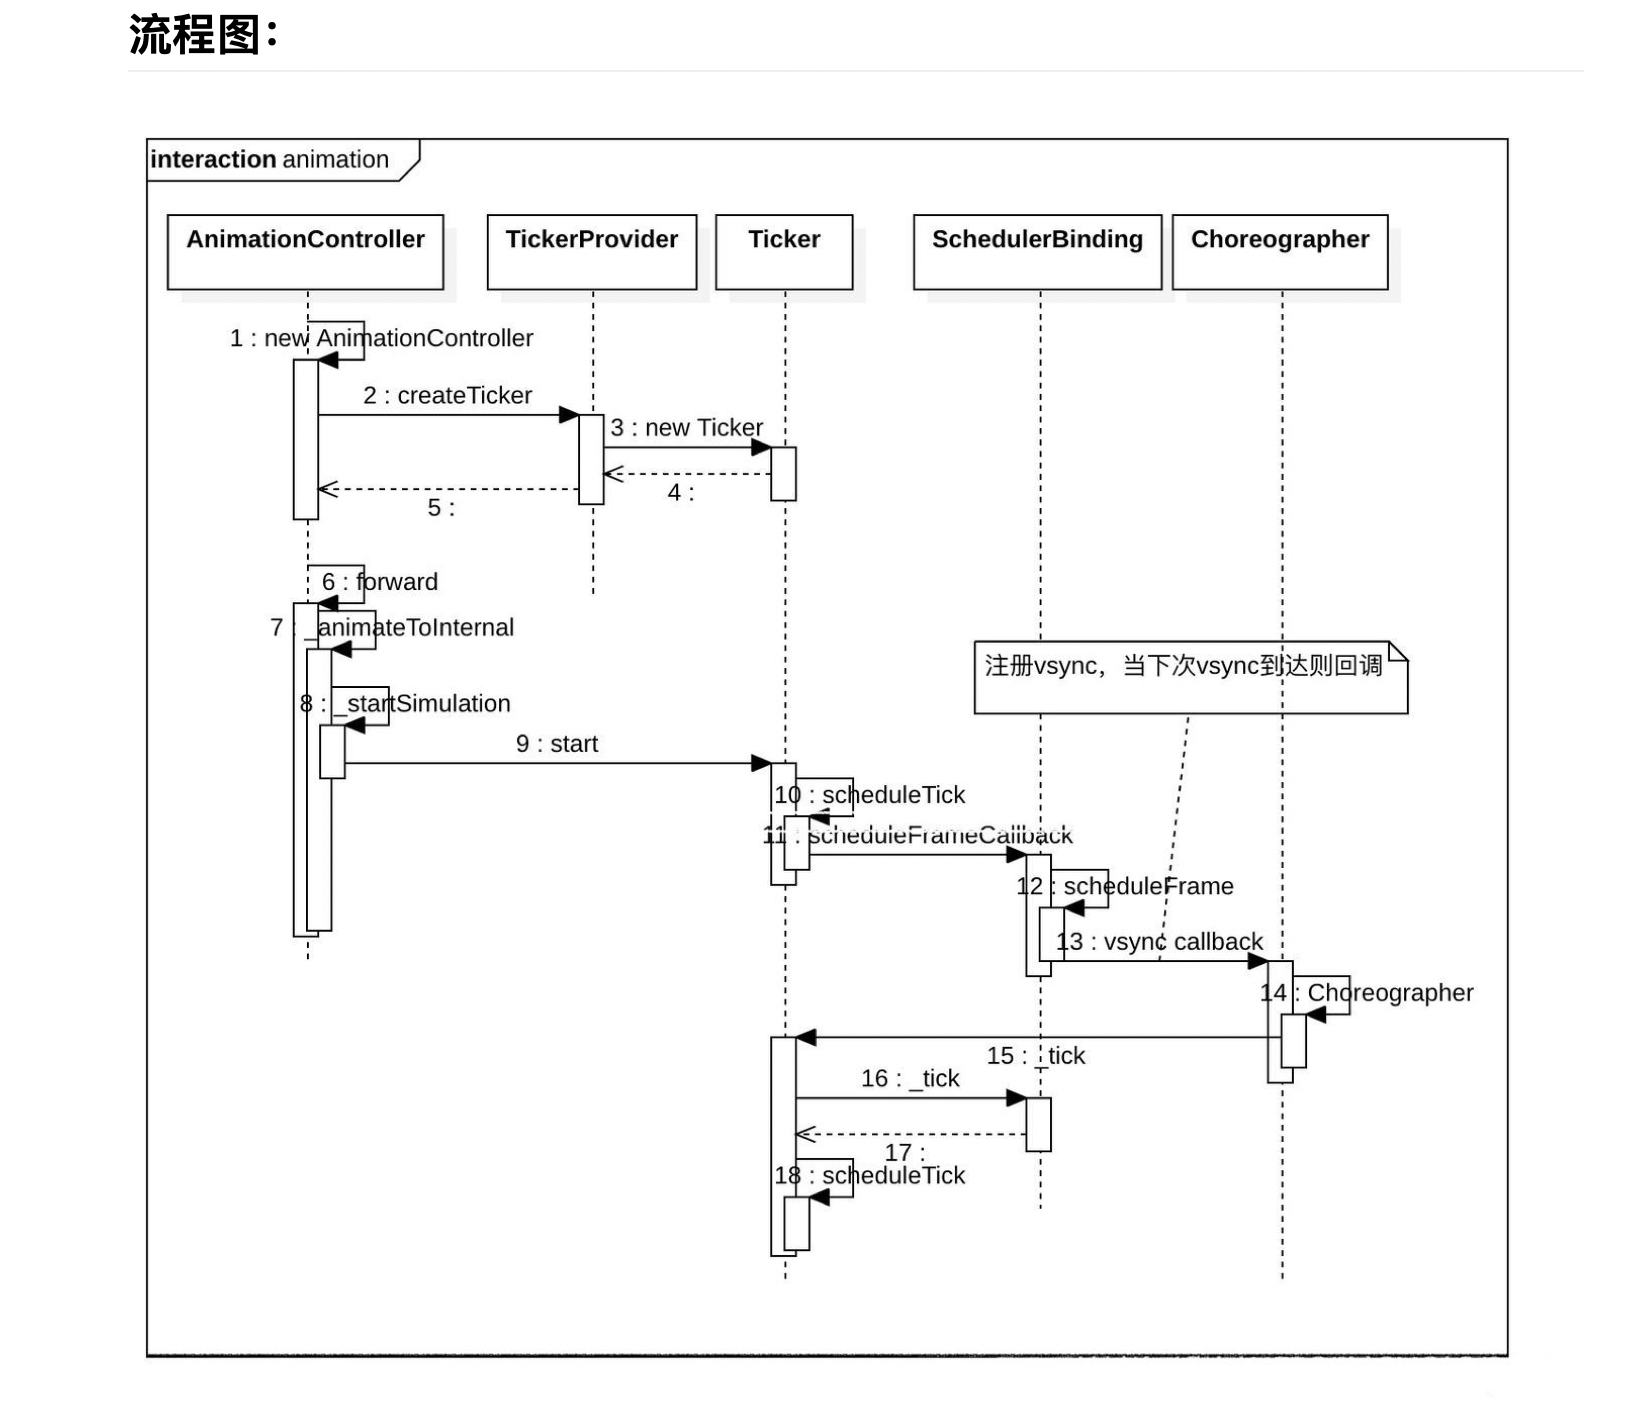 流程图：
interaction animation
AnimationController
TickerProvider
Ticker
SchedulerBinding
Choreographer
1 : new AnimationController
2 : createTicker
3 : new Ticker
4 :
5 :
6 : forward
7 : _animateToInternal
注册vsync，当下次vsync到达则回调
8 : _startSimulation
9 : start
10 : scheduleTick
11 : scheduleFrameCallback
12 : scheduleFrame
13 : vsync callback
14 : Choreographer
15 : _tick
16 : _tick
17 :
18 : scheduleTick